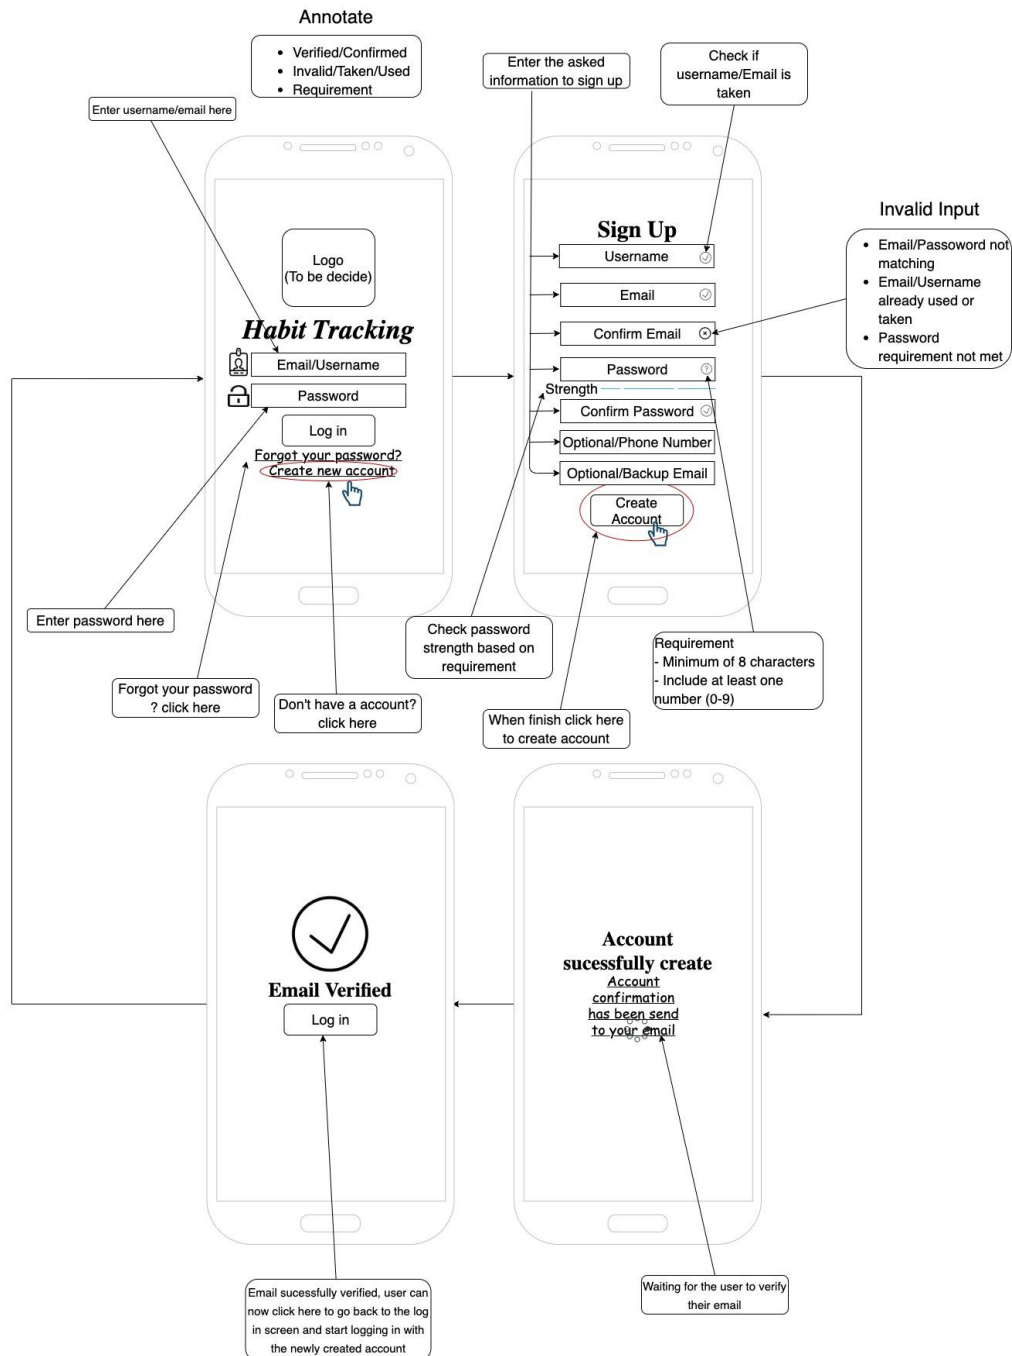 Annotate
Verified/Confirmed
Invalid/Taken/Used
Requirement
Enter username/email here
Enter the asked
information to sign up
Check if
username/Email is
taken
Logo
(To be decide)
Habit Tracking
Email/Username
Password
Log in
Forgot your password?
Create new account
Sign Up
Username
Email
Confirm Email
Password
Strength
Confirm Password
Optional/Phone Number
Optional/Backup Email
Create
Account
Invalid Input
Email/Passoword not
matching
Email/Username
already used or
taken
Password
requirement not met
Enter password here
Forgot your password
? click here
Don't have a account?
click here
Check password
strength based on
requirement
When finish click here
to create account
Requirement
- Minimum of 8 characters
- Include at least one
number (0-9)
Email Verified
Log in
Account
sucessfully create
Account
confirmation
has been send
to your email
Email sucessfully verified, user can
now click here to go back to the log
in screen and start logging in with
the newly created account
Waiting for the user to verify
their email